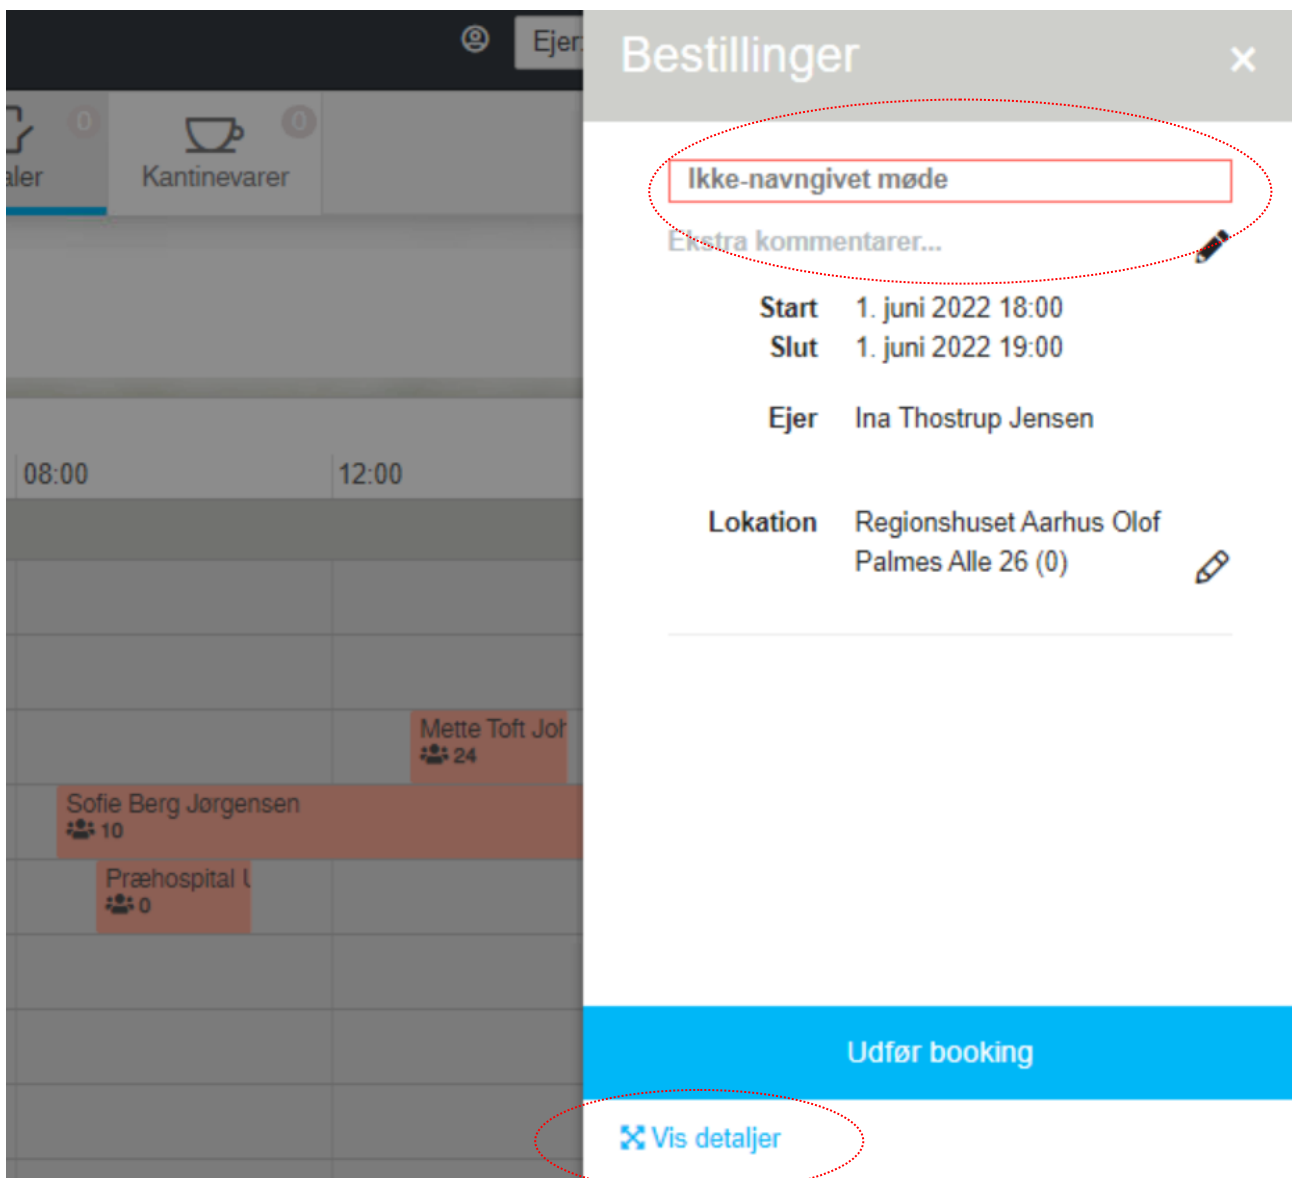 Ejer:
Bestillinger
0
0
aler
Kantinevarer
Ikke-navngivet møde
Ekstra kommentarer...
Start 1. juni 2022 18:00
Slut 1. juni 2022 19:00
Ejer Ina Thostrup Jensen
08:00 12:00
Lokation Regionshuset Aarhus Olof
Palmes Alle 26 (0)
Mette Toft Joh
24
Sofie Berg Jørgensen
10
Præhospital U
0
Udfør booking
Vis detaljer